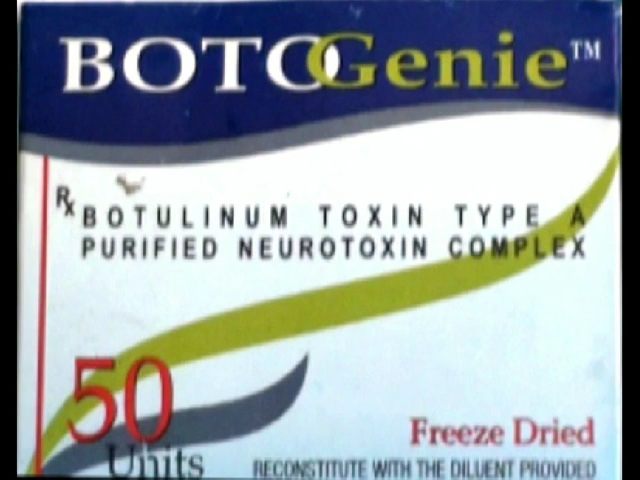 BOTOGenie™
Rx BOTULINUM TOXIN TYPE A
PURIFIED NEUROTOXIN COMPLEX
50
Units
Freeze Dried
RECONSTITUTE WITH THE DILUENT PROVIDED